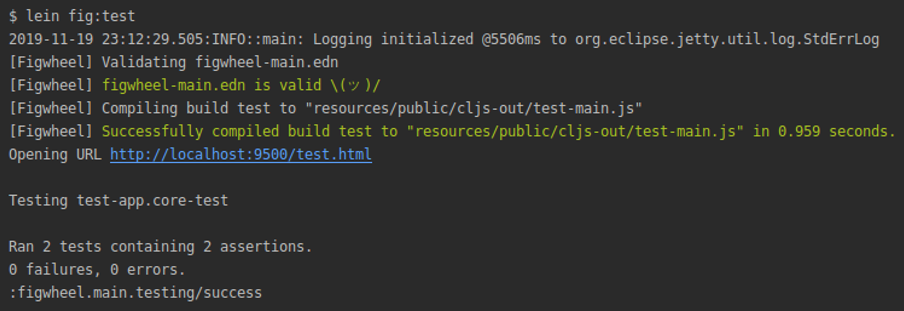 $ lein fig:test
2019-11-19 23:12:29.505:INFO::main: Logging initialized @5506ms to org.eclipse.jetty.util.log.StdErrLog
[Figwheel] Validating figwheel-main.edn
[Figwheel] figwheel-main.edn is valid \(ツ)/
[Figwheel] Compiling build test to "resources/public/cljs-out/test-main.js"
[Figwheel] Successfully compiled build test to "resources/public/cljs-out/test-main.js" in 0.959 seconds.
Opening URL http://localhost:9500/test.html
Testing test-app.core-test
Ran 2 tests containing 2 assertions.
0 failures, 0 errors.
:figwheel.main.testing/success